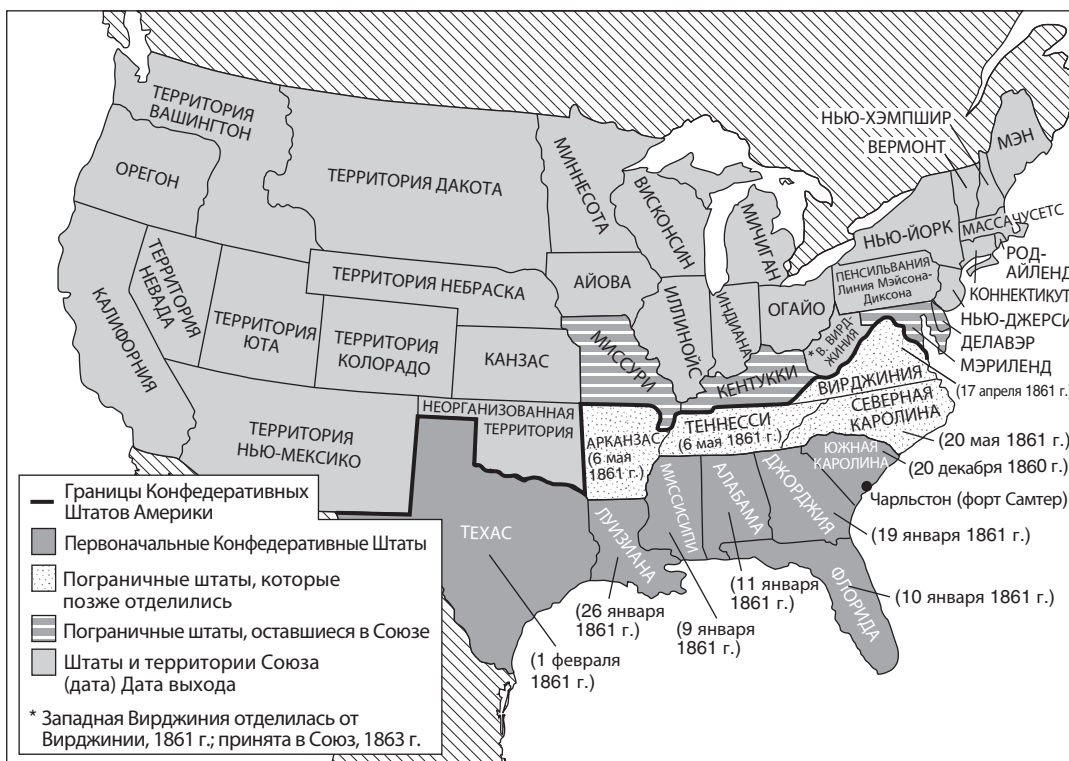 ТЕРРИТОРИЯ
ВАШИНГТОН
ОРЕГОН
ТЕРРИТОРИЯ ДАКОТА
МИННЕСОТА
ВИСКОНСИН
МИЧИГАН
НЬЮ-ХЭМПШИР
ВЕРМОНТ
МЭН
МАССАЧУСЕТС
НЬЮ-ЙОРК
РОД-
АЙЛЕНД
КОННЕКТИКУТ
НЬЮ-ДЖЕРСИ
ДЕЛАВЭР
МЭРИЛЕНД
ПЕНСИЛЬВАНИЯ
Линия Мэйсона-
Диксона
КАЛИФОРНИЯ
ТЕРРИТОРИЯ
НЕВАДА
ТЕРРИТОРИЯ
ЮТА
ТЕРРИТОРИЯ НЕБРАСКА
ТЕРРИТОРИЯ
КОЛОРАДО
КАНЗАС
АЙОВА
ИЛЛИНОЙС
ИНДИАНА
ОГАЙО
* В. ВИРД-
ЖИНИЯ
МИССУРИ
КЕНТУККИ
ВИРДЖИНИЯ
(17 апреля 1861 г.)
ТЕРРИТОРИЯ
НЬЮ-МЕКСИКО
НЕОРГАНИЗОВАННАЯ
ТЕРРИТОРИЯ
АРКАНЗАС
(6 мая
1861 г.)
ТЕННЕССИ
(6 мая 1861 г.)
СЕВЕРНАЯ
КАРОЛИНА
(20 мая 1861 г.)
ЮЖНАЯ
КАРОЛИНА
(20 декабря 1860 г.)
Чарльстон (форт Самтер)
ТЕХАС
(1 февраля
1861 г.)
ЛУИЗИАНА
(26 января
1861 г.)
МИССИСИПИ
(9 января
1861 г.)
АЛАБАМА
(11 января
1861 г.)
ДЖОРДЖИЯ
(19 января 1861 г.)
ФЛОРИДА
(10 января 1861 г.)
Границы Конфедеративных
Штатов Америки
Первоначальные Конфедеративные Штаты
Пограничные штаты, которые
позже отделились
Пограничные штаты, оставшиеся в Союзе
Штаты и территории Союза
(дата) Дата выхода
* Западная Вирджиния отделилась от
Вирджинии, 1861 г.; принята в Союз, 1863 г.